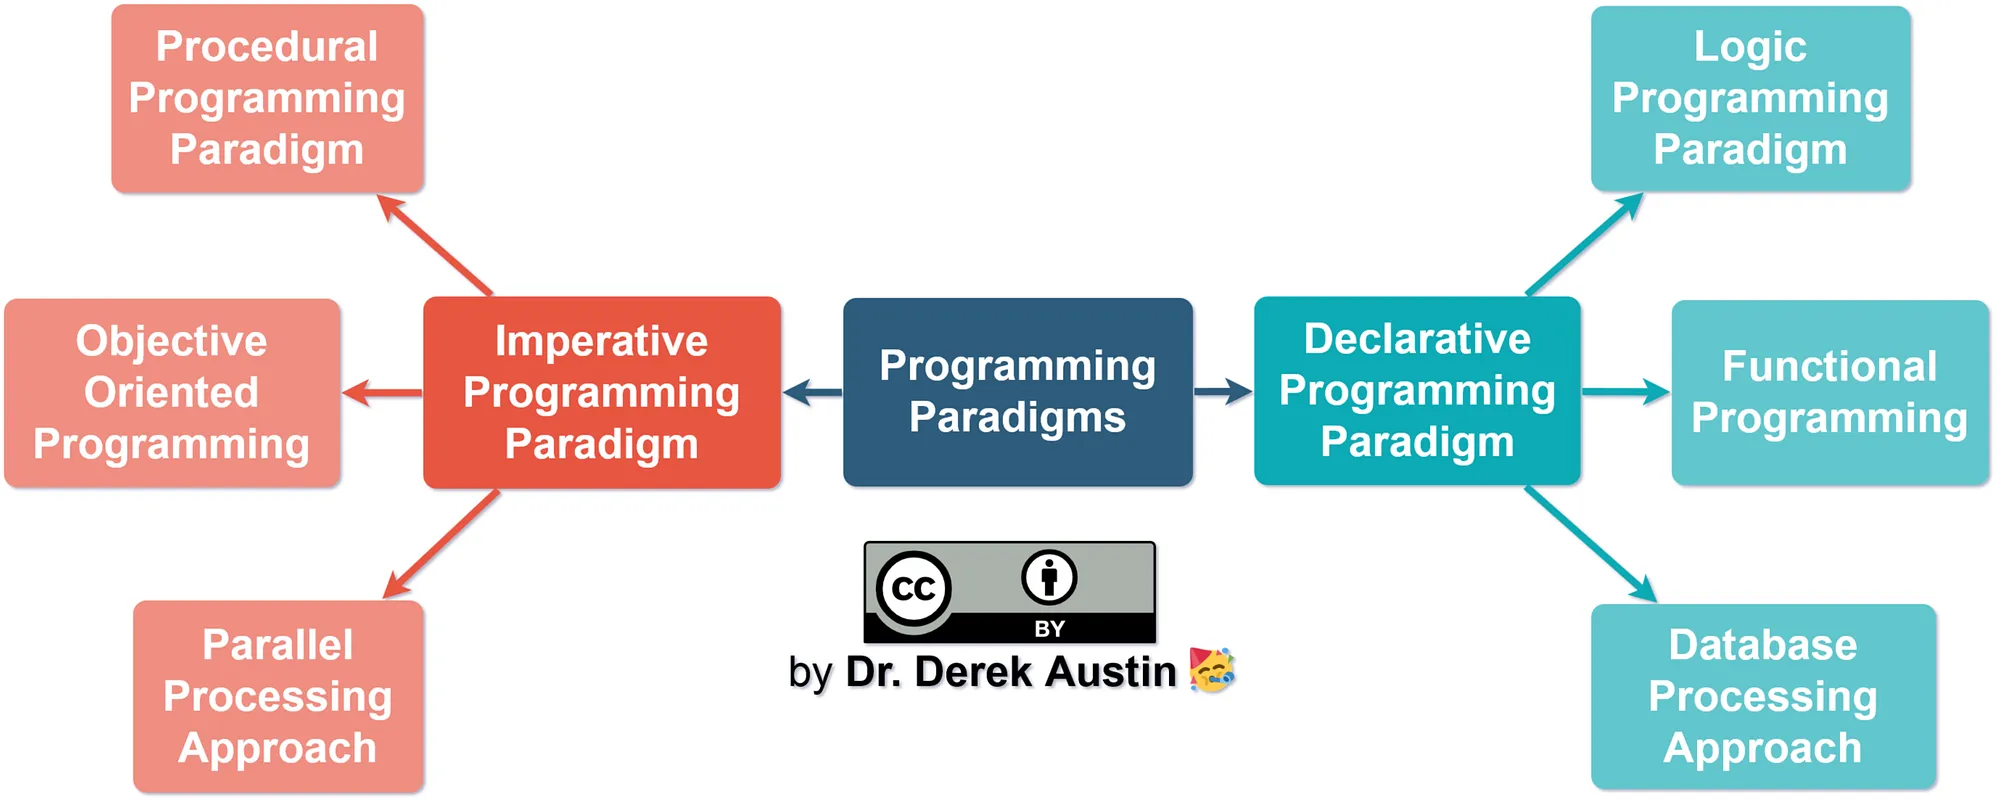 Procedural
Programming
Paradigm
Logic
Programming
Paradigm
Objective
Oriented
Programming
Imperative
Programming
Paradigm
Programming
Paradigms
Declarative
Programming
Paradigm
Functional
Programming
Parallel
Processing
Approach
cc
BY
by Dr. Derek Austin 🥳
Database
Processing
Approach